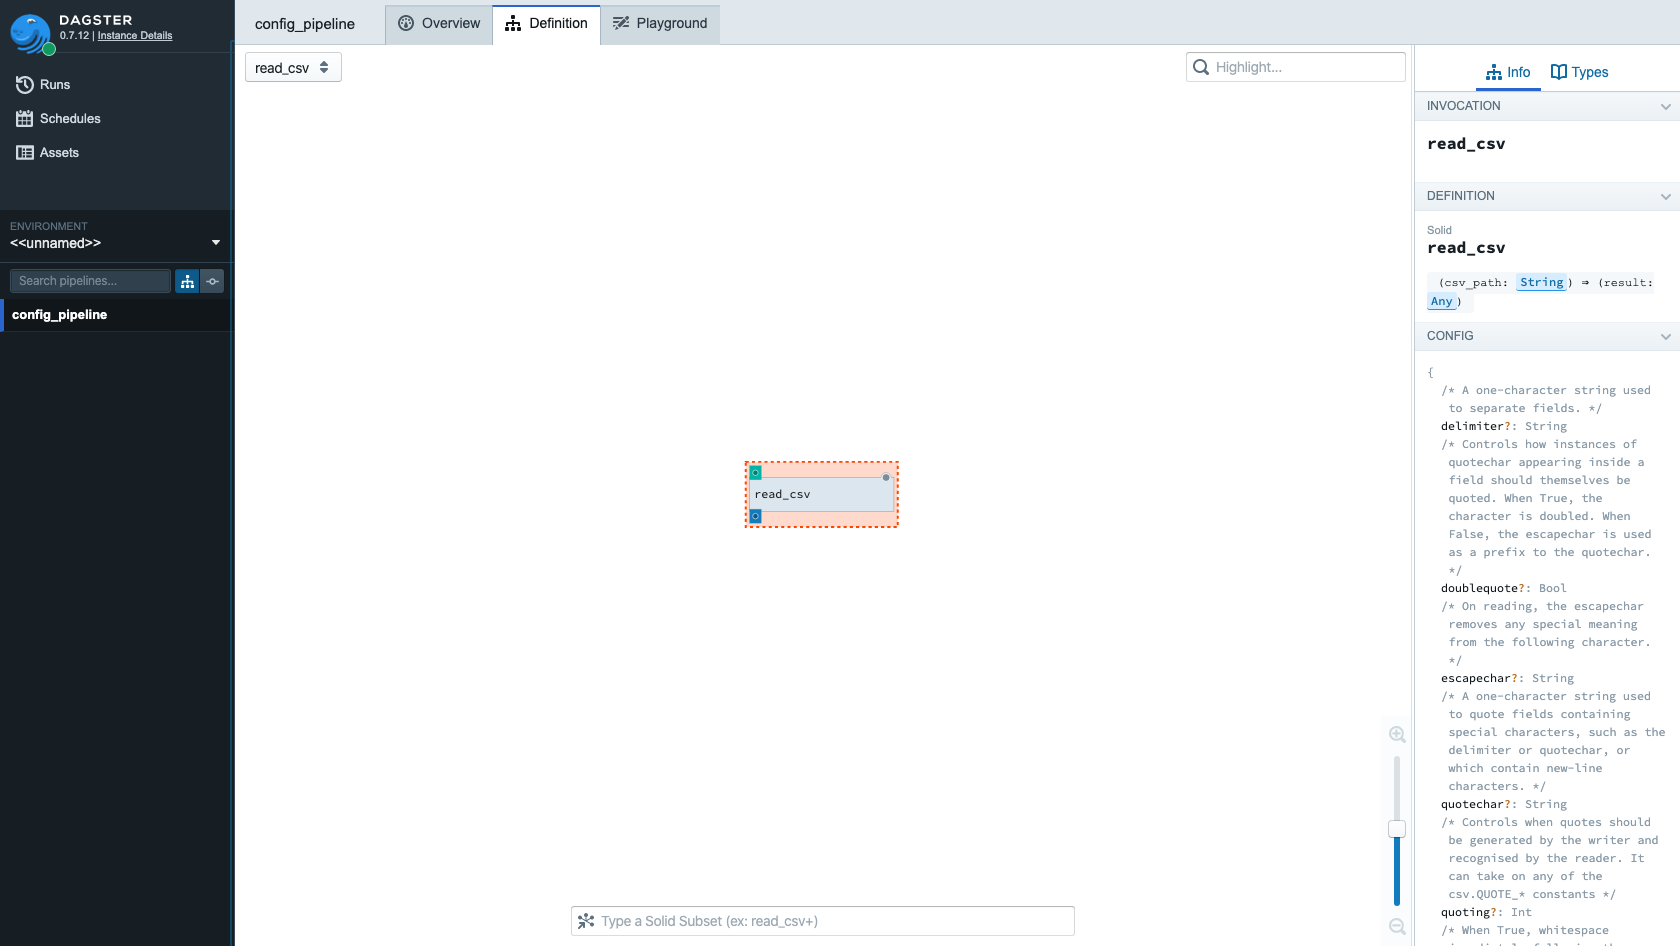 DAGSTER
0.7.12 | Instance Details
Runs
Schedules
Assets
ENVIRONMENT
<<unnamed>>
Search pipelines...
config_pipeline
config_pipeline
Overview
Definition
Playground
read_csv
Highlight...
read_csv
Type a Solid Subset (ex: read_csv+)
Info
Types
INVOCATION
read_csv
DEFINITION
Solid
read_csv
(csv_path: String) ⇒ (result:
Any)
CONFIG
{
/* A one-character string used
to separate fields. */
delimiter?: String
/* Controls how instances of
quotechar appearing inside a
field should themselves be
quoted. When True, the
character is doubled. When
False, the escapechar is used
as a prefix to the quotechar.
*/
doublequote?: Bool
/* On reading, the escapechar
removes any special meaning
from the following character.
*/
escapechar?: String
/* A one-character string used
to quote fields containing
special characters, such as the
delimiter or quotechar, or
which contain new-line
characters. */
quotechar?: String
/* Controls when quotes should
be generated by the writer and
recognised by the reader. It
can take on any of the
csv.QUOTE_* constants */
quoting?: Int
/* When True, whitespace